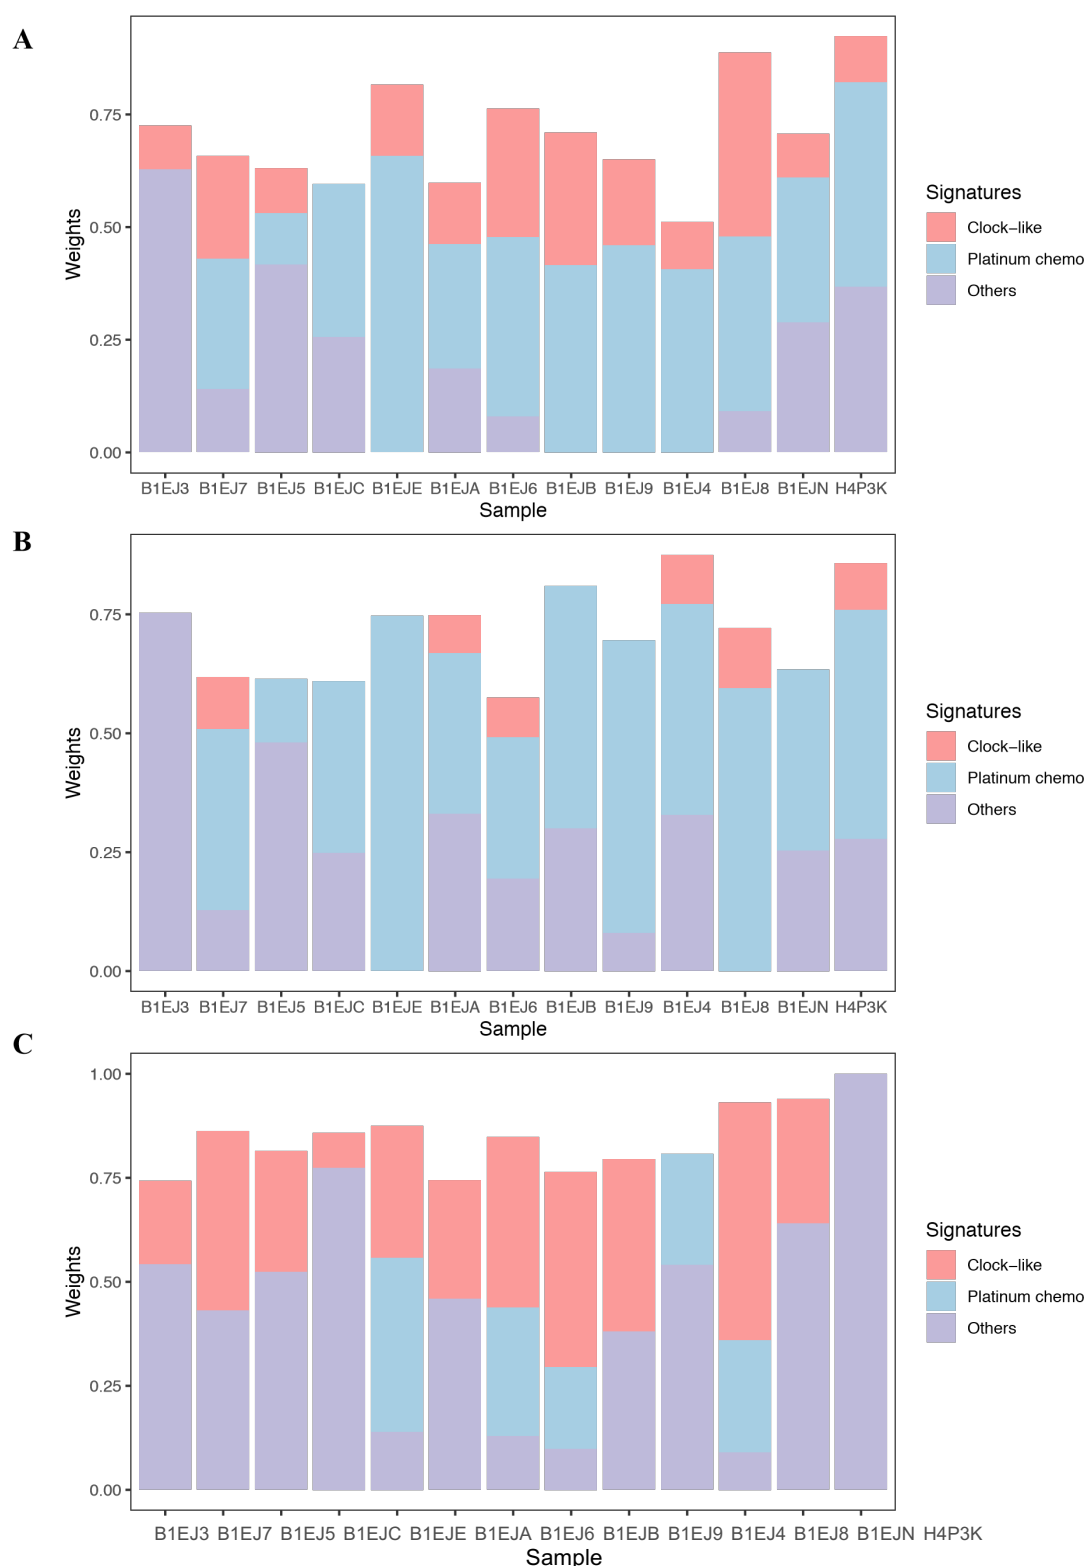 A
0.75
0.50
0.25
0.00
Weights
B1EJ3 B1EJ7 B1EJ5 B1EJC B1EJE B1EJA B1EJ6 B1EJB B1EJ9 B1EJ4 B1EJ8 B1EJN H4P3K
Sample
Signatures
Clock−like
Platinum chemo
Others
B
0.75
0.50
0.25
0.00
Weights
B1EJ3 B1EJ7 B1EJ5 B1EJC B1EJE B1EJA B1EJ6 B1EJB B1EJ9 B1EJ4 B1EJ8 B1EJN H4P3K
Sample
Signatures
Clock−like
Platinum chemo
Others
C
1.00
0.75
0.50
0.25
0.00
Weights
B1EJ3 B1EJ7 B1EJ5 B1EJC B1EJE B1EJA B1EJ6 B1EJB B1EJ9 B1EJ4 B1EJ8 B1EJN H4P3K
Sample
Signatures
Clock−like
Platinum chemo
Others